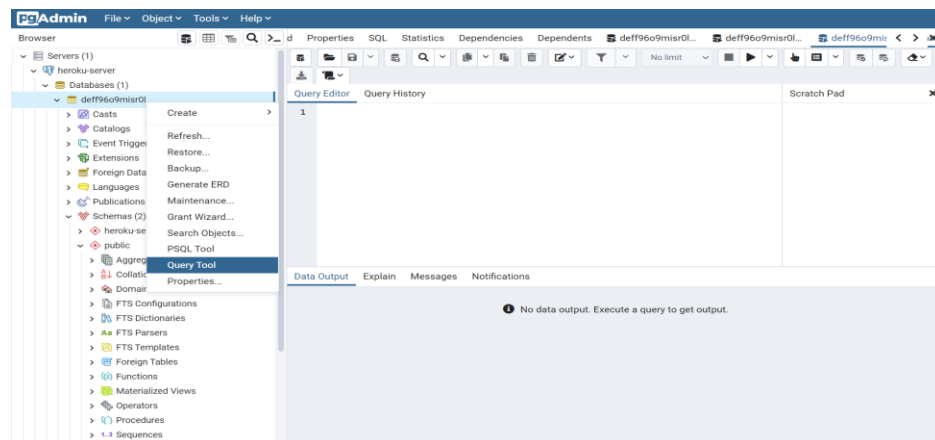 pgAdmin File Object Tools Help
Browser
Properties SQL Statistics Dependencies Dependents deff96o9misr0l... deff96o9misr0l... deff96o9mis
Servers (1)
heroku-server
Databases (1)
deff96o9misr0l
Casts
Catalogs
Event Trigger
Extensions
Foreign Data
Languages
Publications
Schemas (2)
heroku-se
public
Aggreg
Collatio
Domain
FTS Configurations
FTS Dictionaries
FTS Parsers
FTS Templates
Foreign Tables
Functions
Materialized Views
Operators
Procedures
1..3 Sequences
Create
Refresh...
Restore...
Backup...
Generate ERD
Maintenance...
Grant Wizard...
Search Objects...
PSQL Tool
Query Tool
Properties...
No limit
Query Editor Query History
Scratch Pad
1
Data Output Explain Messages Notifications
No data output. Execute a query to get output.